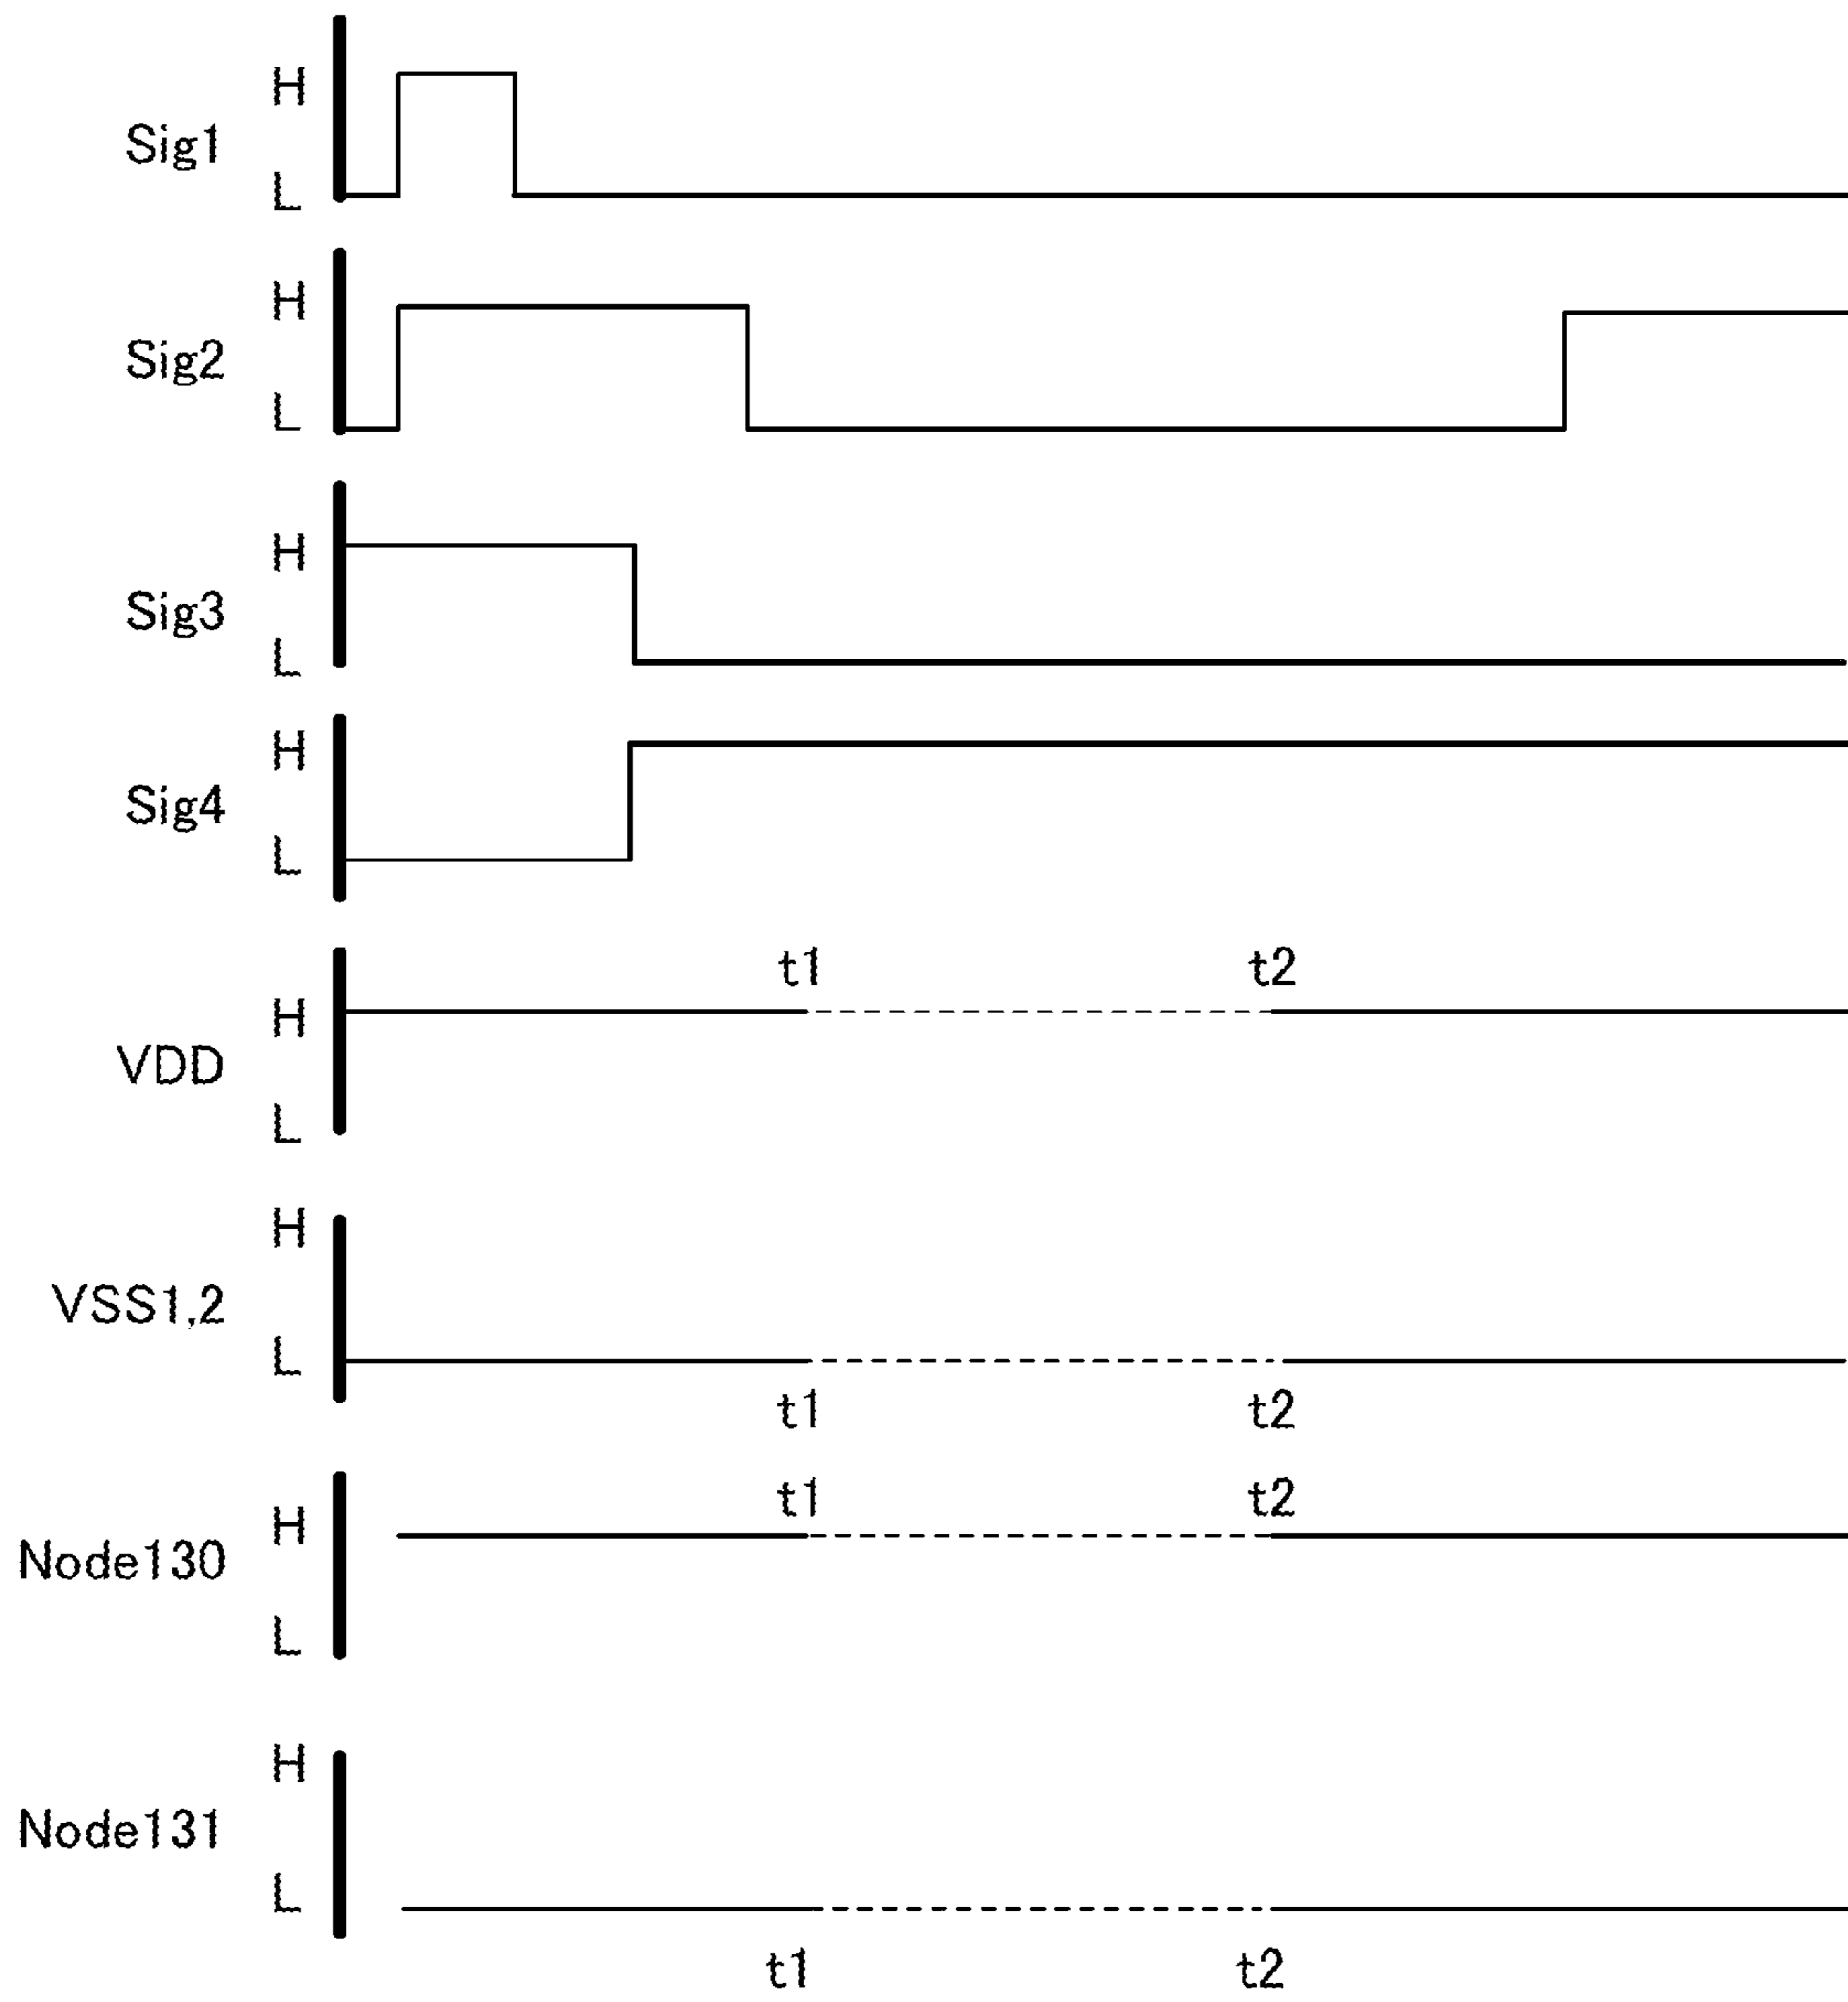 H
Sig1
L
H
Sig2
L
H
Sig3
L
H
Sig4
L
t1 t2
H
VDD
L
H
VSS1,2
L
t1 t2
t1 t2
H
Node130
L
H
Node131
L
t1 t2